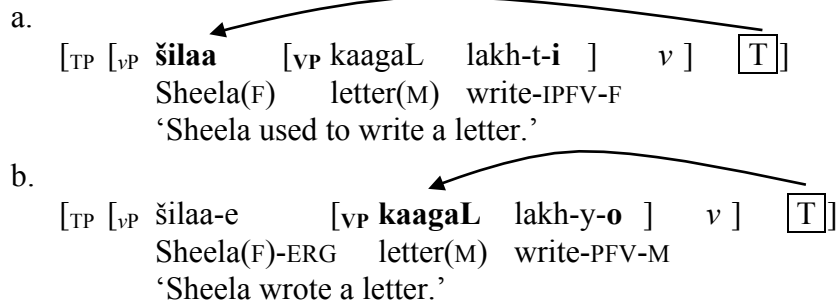 a.
[TP [vP šilaa [VP kaagaL lakh-t-i ] v ] T ]
Sheela(F) letter(M) write-IPFV-F
‘Sheela used to write a letter.’
b.
[TP [vP šilaa-e [VP kaagaL lakh-y-o ] v ] T ]
Sheela(F)-ERG letter(M) write-PFV-M
‘Sheela wrote a letter.’